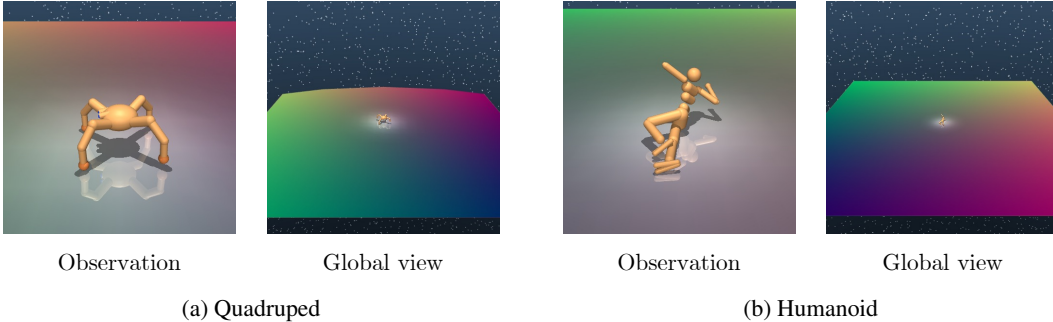 Observation
Global view
Observation
Global view
(a) Quadruped
(b) Humanoid